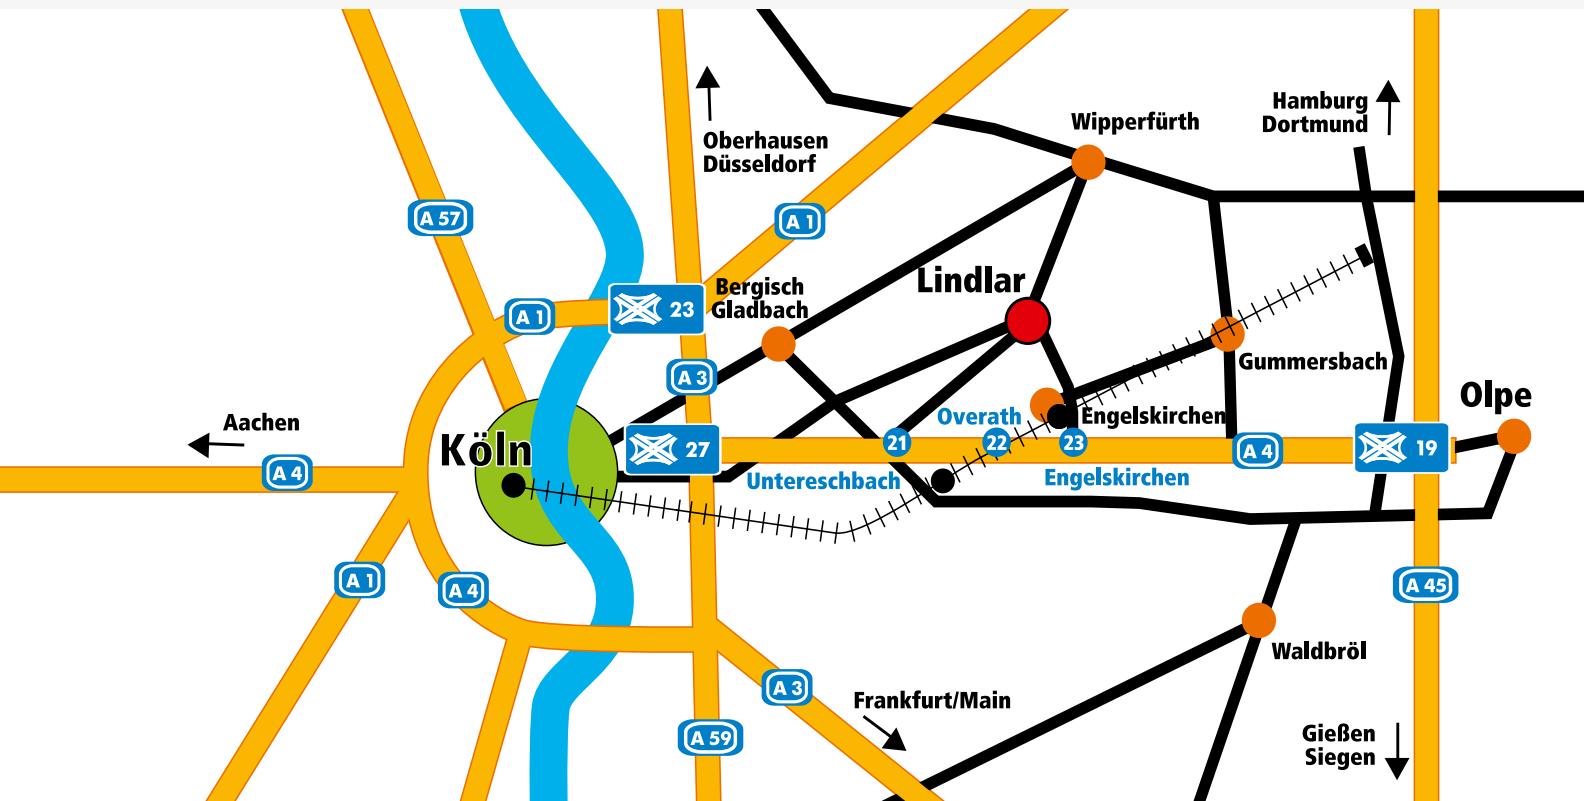 Hamburg
Dortmund
Wipperfürth
Oberhausen
Düsseldorf
A 57
A 1
Lindlar
Bergisch
Gladbach
23
A 1
Gummersbach
A 3
Olpe
Aachen
Overath
Engelskirchen
Köln
27
21
22
23
A 4
19
A 4
Untereschbach
Engelskirchen
A 1
A 4
A 45
Waldbröl
A 3
Frankfurt/Main
A 59
Gießen
Siegen